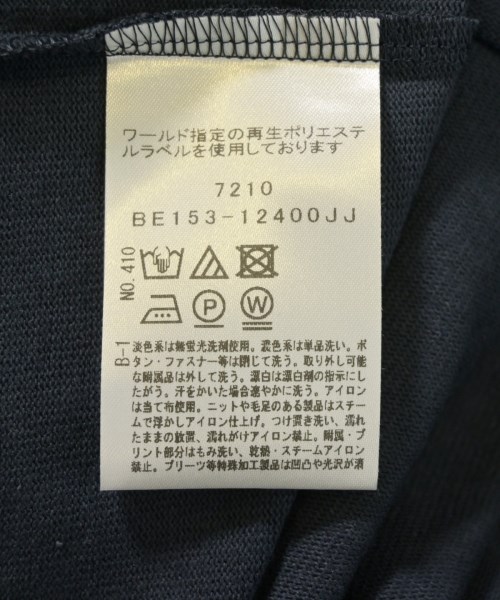 ワールド指定の再生ポリエステ
ルラベルを使用しております
7210
BE153-12400JJ
NO.410
P
W
B-1
淡色系は無蛍光洗剤使用。濃色系は単品洗い。ボ
タン・ファスナー等は閉じて洗う。取り外し可能
な附属品は外して洗う。漂白は漂白剤の指示にし
たがう。汗をかいた場合速やかに洗う。アイロン
は当て布使用。ニットや毛足のある製品はスチー
ムで浮かしアイロン仕上げ。つけ置き洗い、濡れ
たままの放置、濡れがけアイロン禁止。附属・プ
リント部分はもみ洗い、乾熱・スチームアイロン
禁止。プリーツ等特殊加工製品は凹凸や光沢が消